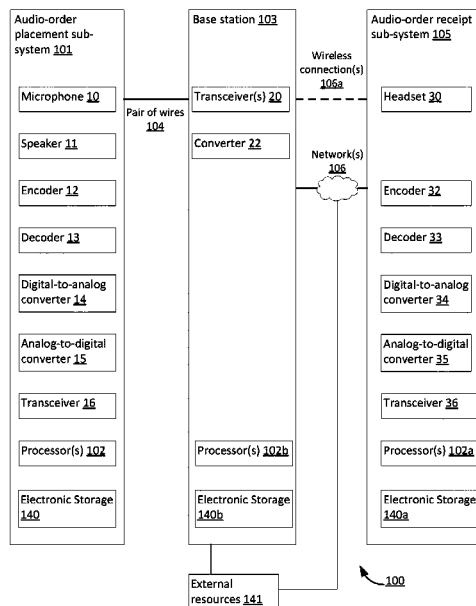 Audio-order
placement sub-
system 101
Microphone 10
Speaker 11
Encoder 12
Decoder 13
Digital-to-analog
converter 14
Analog-to-digital
converter 15
Transceiver 16
Processor(s) 102
Electronic Storage
140
Pair of wires
104
Base station 103
Transceiver(s) 20
Converter 22
Processor(s) 102b
Electronic Storage
140b
External
resources 141
Wireless
connection(s)
106a
Network(s)
106
Audio-order receipt
sub-system 105
Headset 30
Encoder 32
Decoder 33
Digital-to-analog
converter 34
Analog-to-digital
converter 35
Transceiver 36
Processor(s) 102a
Electronic Storage
140a
100